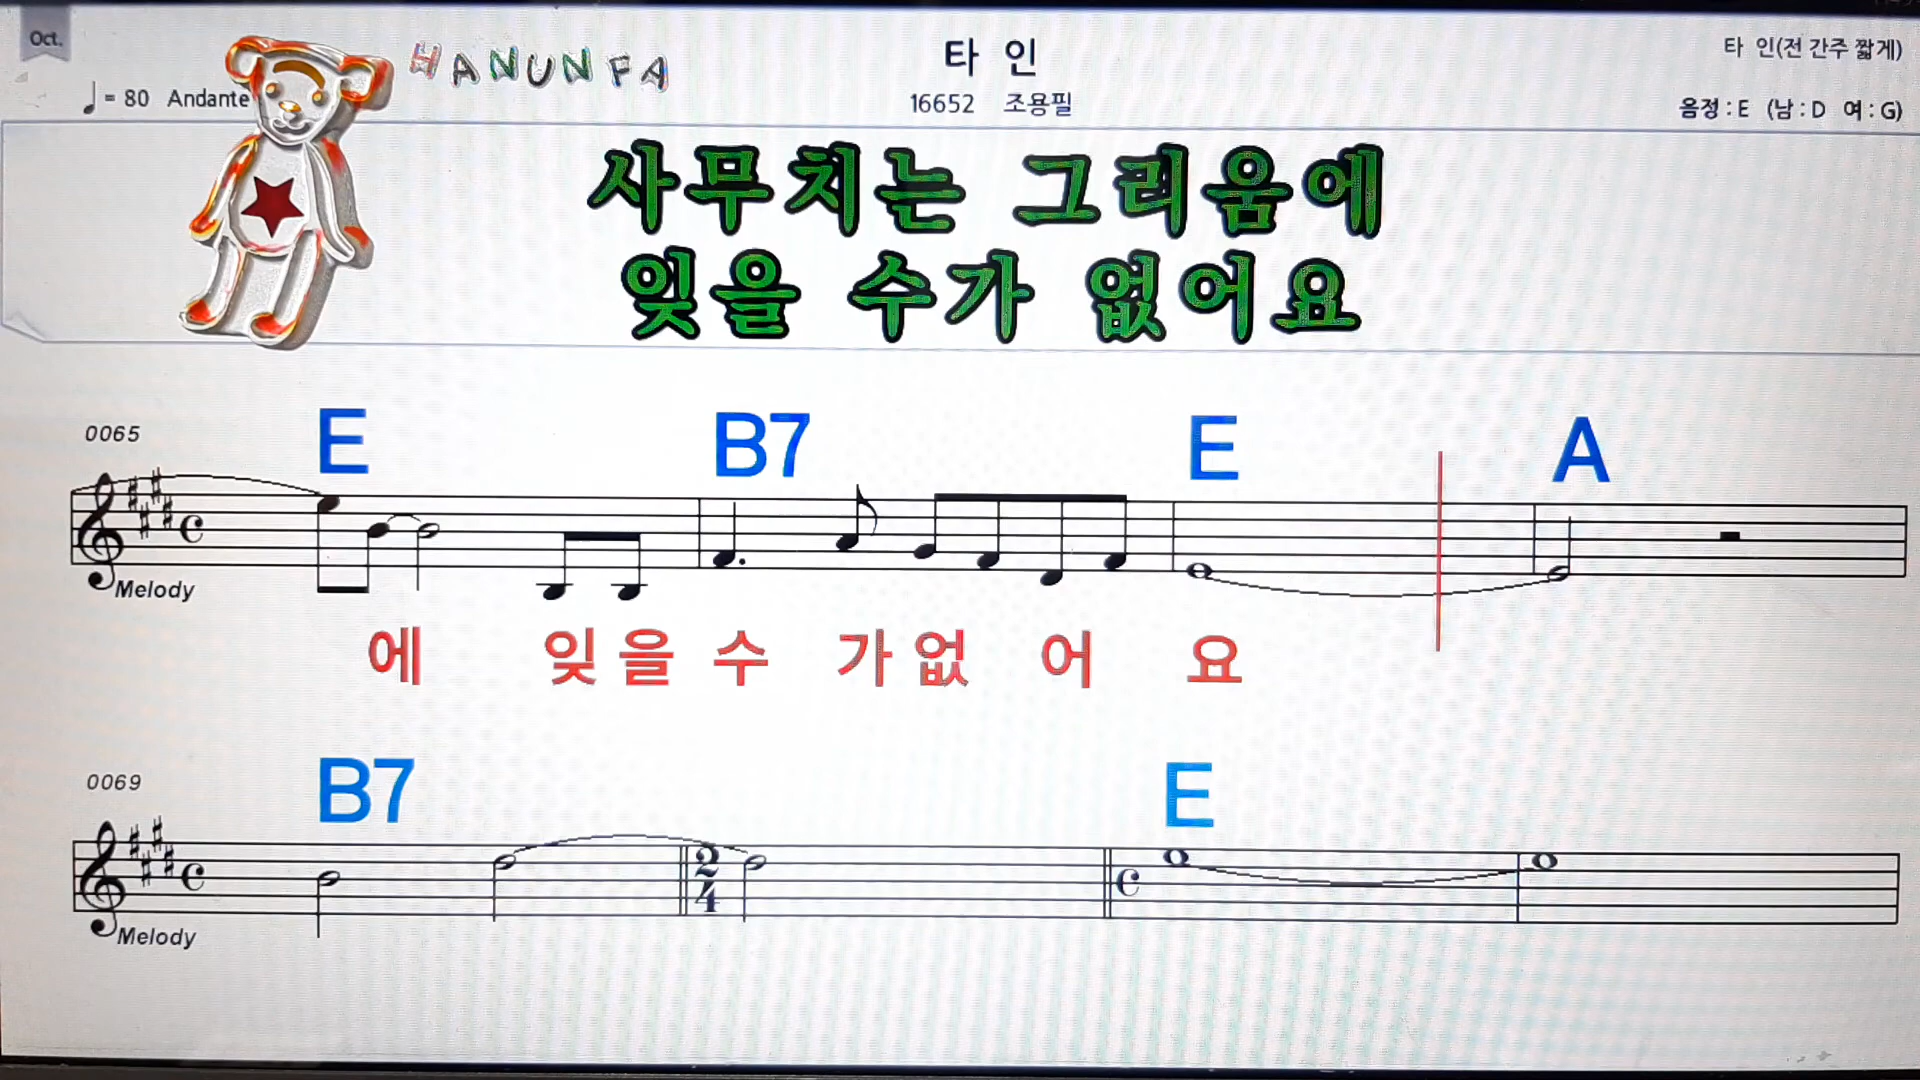 Oct.
HANUNFA
타 인
타 인(전 간주 짧게)
♩= 80 Andante
16652 조용필
음정 : E (남 : D 여 : G)
사무치는 그리움에
잊을 수가 없어요
E B7 E A
0065
Melody
에 잊을 수 가없 어 요
B7 E
0069
2
4
Melody